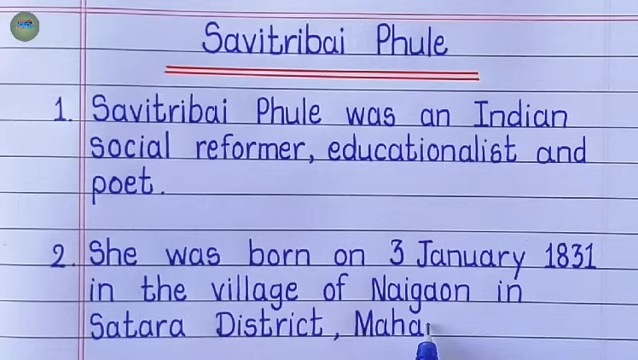 Savitribai Phule
1. Savitribai Phule was an Indian
social reformer, educationalist and
poet.
2. She was born on 3 January 1831
in the village of Naigaon in
Satara District, Maha